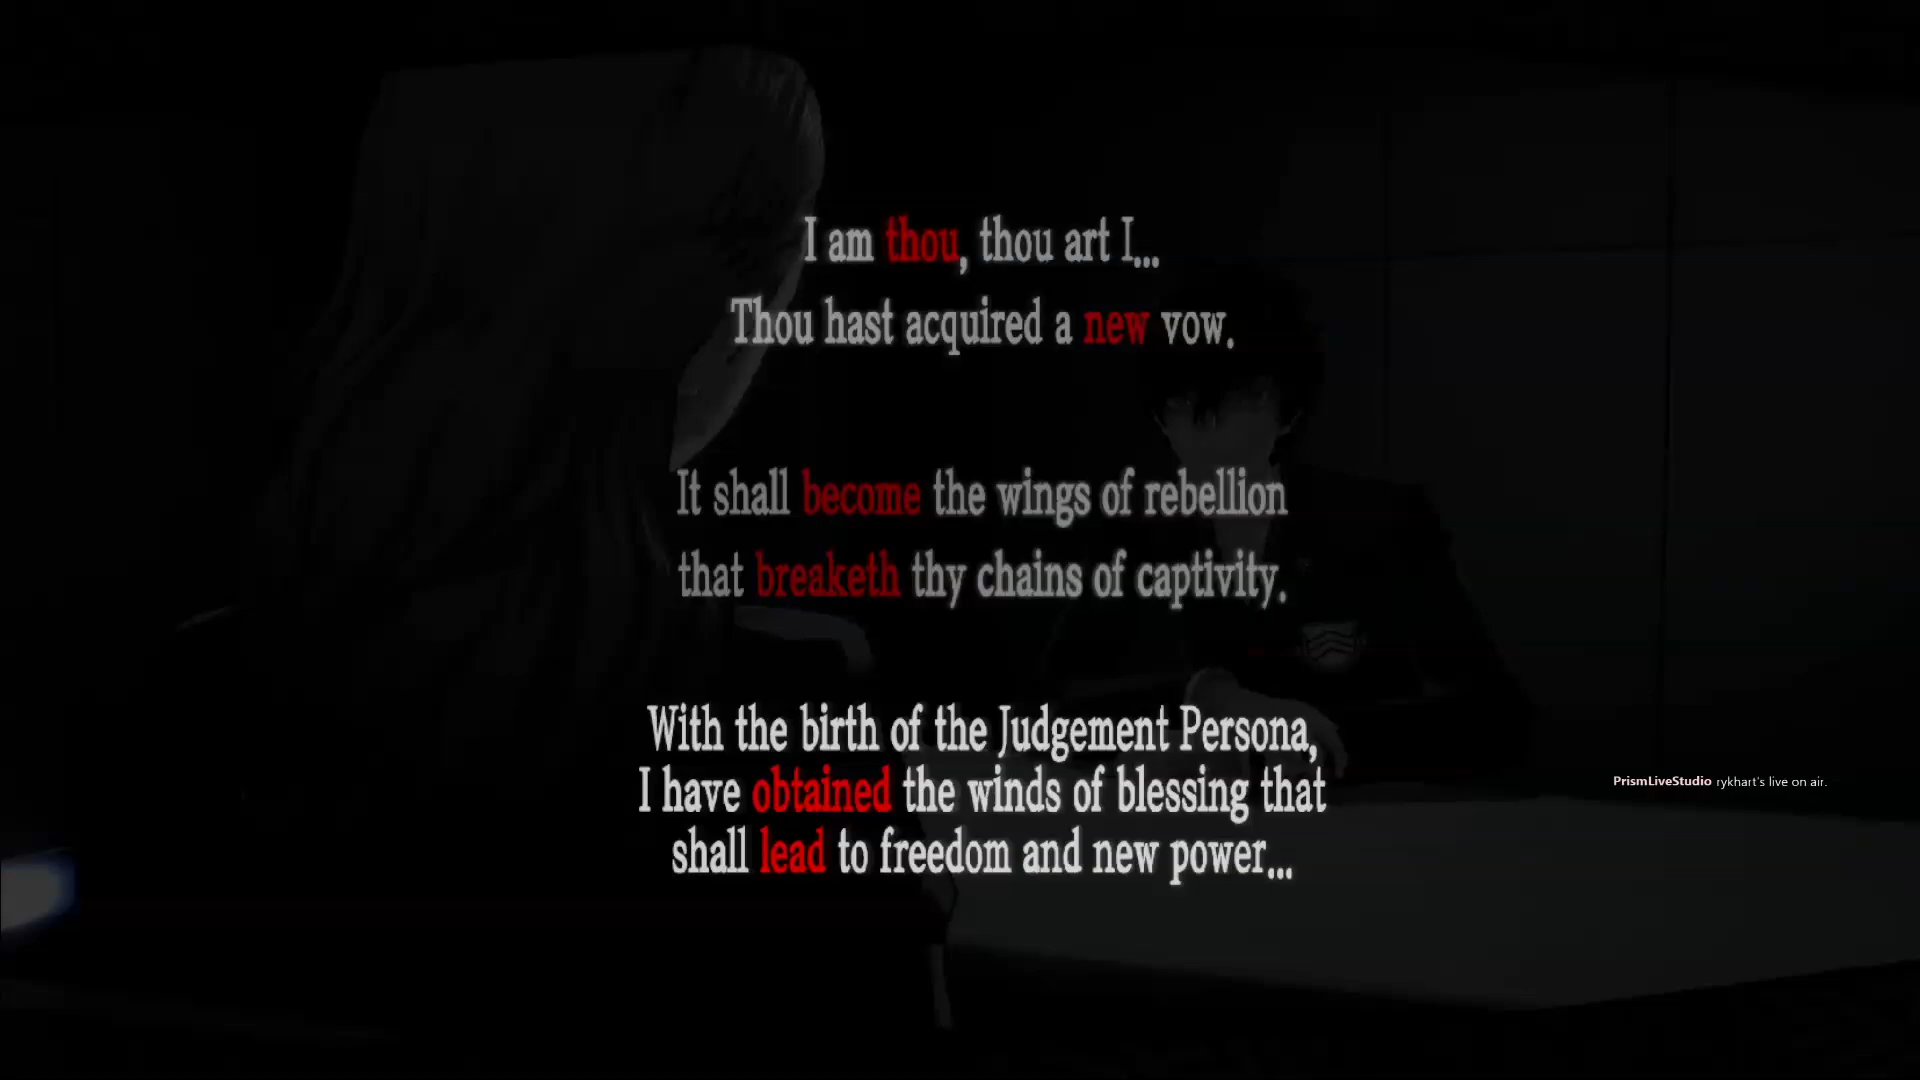 I am thou, thou art I...
Thou hast acquired a new vow.
It shall become the wings of rebellion
that breaketh thy chains of captivity.
With the birth of the Judgement Persona,
I have obtained the winds of blessing that
shall lead to freedom and new power...
PrismLiveStudio rykhart's live on air.